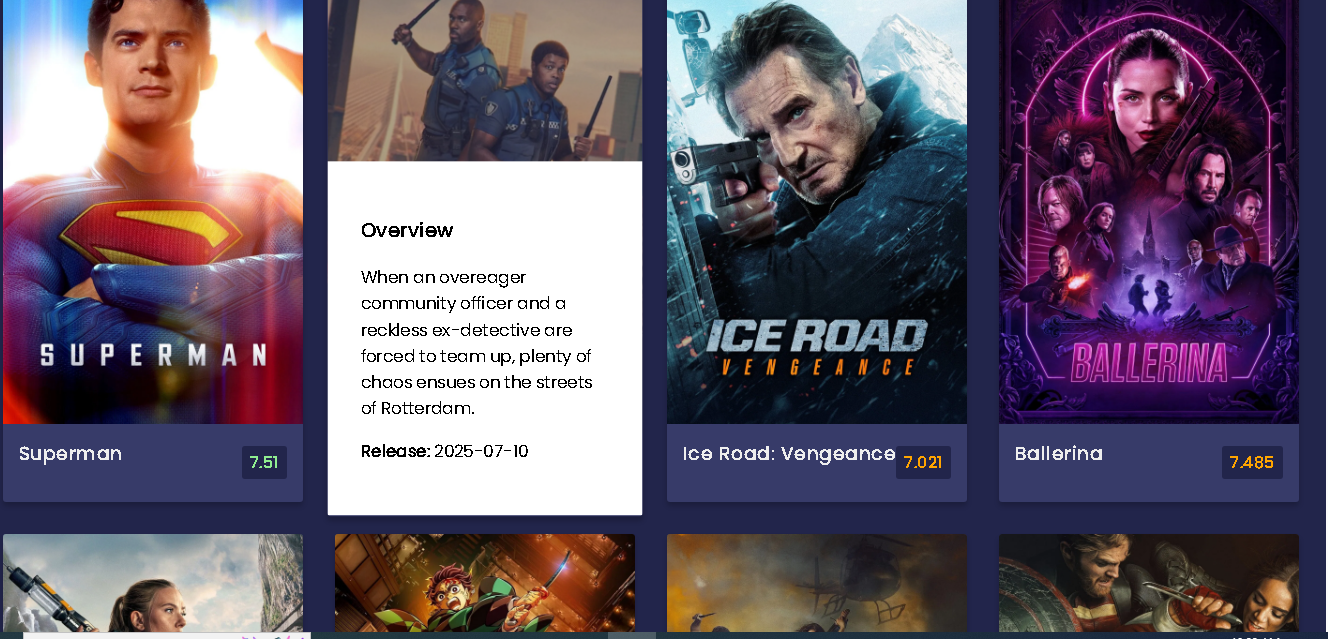 SUPERMAN
Superman
7.51
Overview
When an overeager
community officer and a
reckless ex-detective are
forced to team up, plenty of
chaos ensues on the streets
of Rotterdam.
Release: 2025-07-10
ICE ROAD
VENGEANCE
Ice Road: Vengeance
7.021
BALLERINA
Ballerina
7.485